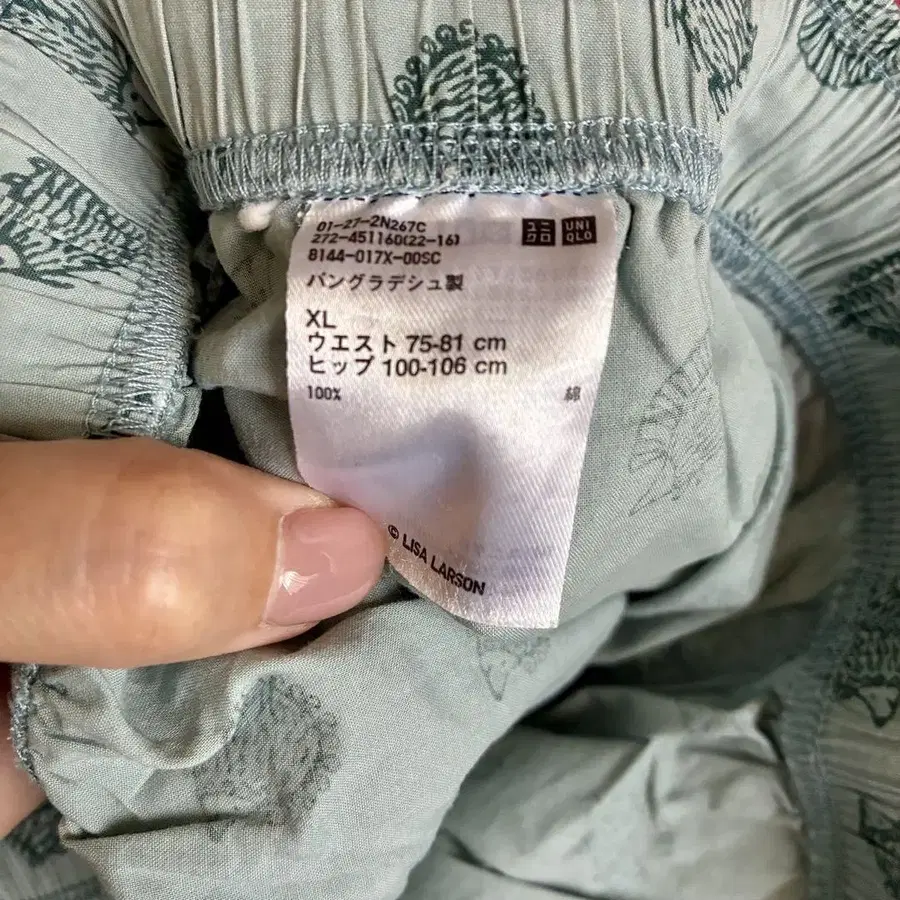 01-27-2N267C
272-451160(22-16)
8144-017X-00SC
ユニクロ
UNIQLO
バングラデシュ製
XL
ウエスト 75-81 cm
ヒップ 100-106 cm
100% 綿
© LISA LARSON